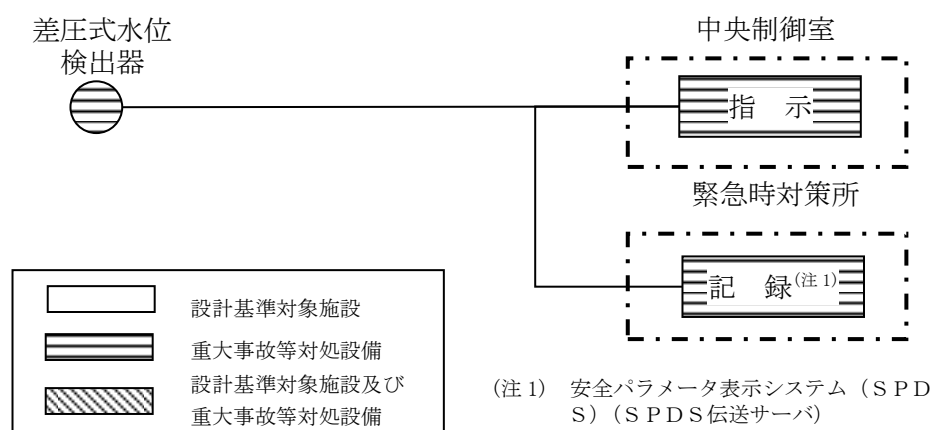 差圧式水位
検出器
中央制御室
指　示
緊急時対策所
記　録(注1)
設計基準対象施設
重大事故等対処設備
設計基準対象施設及び
重大事故等対処設備
(注1)　安全パラメータ表示システム（ＳＰＤ
Ｓ）（ＳＰＤＳ伝送サーバ）